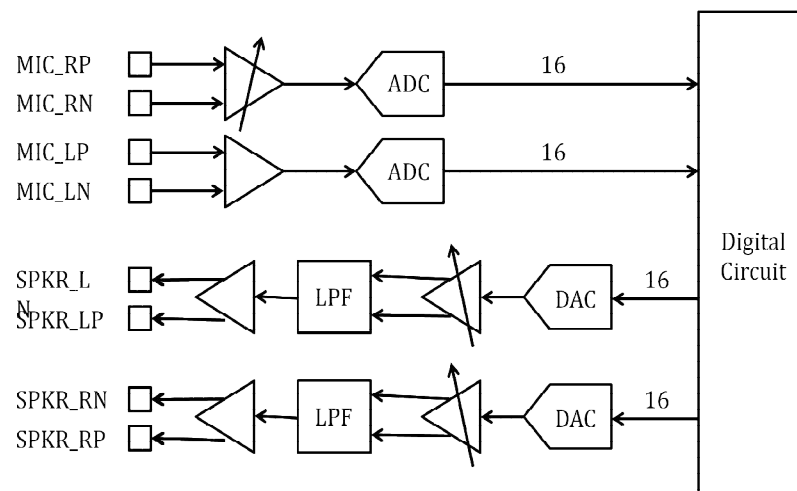 MIC_RP
16
ADC
MIC_RN
MIC_LP
16
ADC
MIC_LN
Digital
Circuit
SPKR_L
N
LPF
DAC
16
SPKR_LP
SPKR_RN
LPF
DAC
16
SPKR_RP